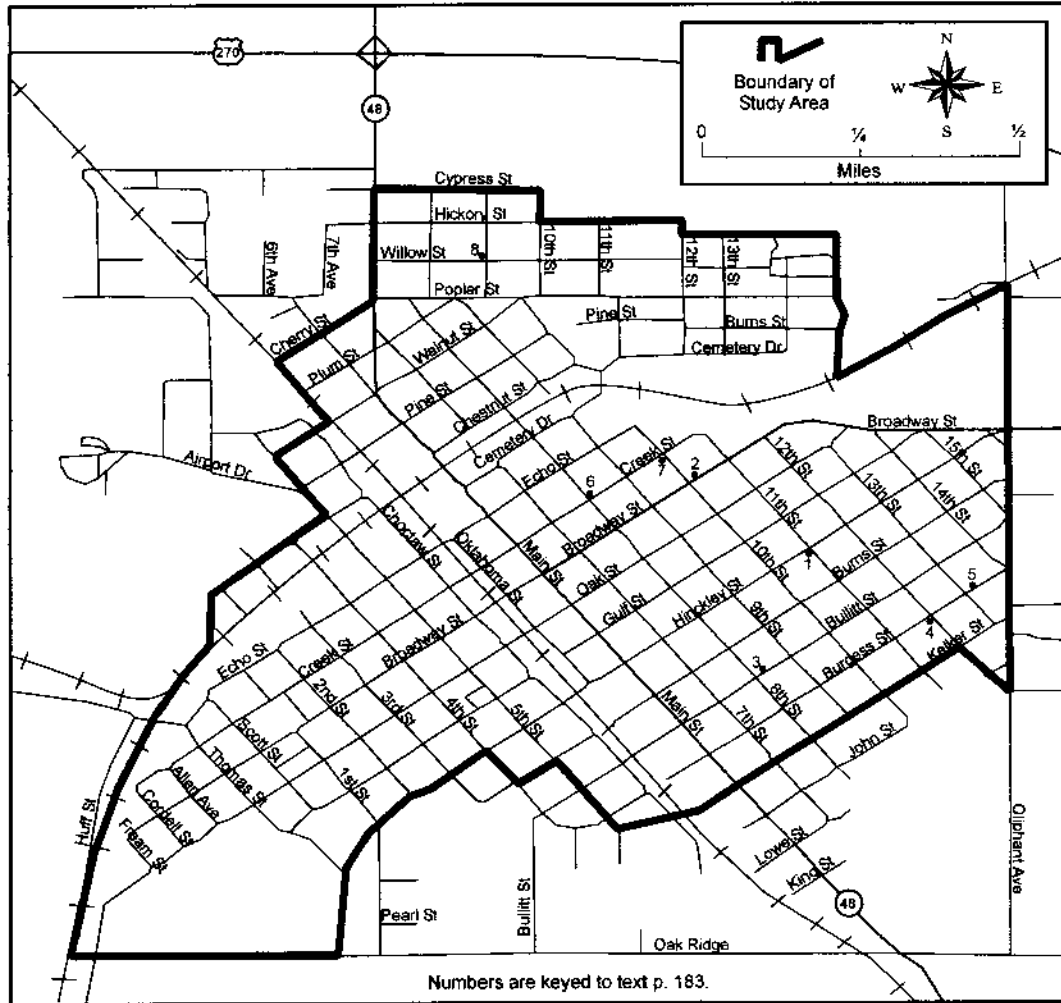 270
48
Boundary of
Study Area
N
W
E
S
0
¼
½
Miles
Cypress St
Hickon St
6th Ave
7th Ave
Willow St
8
10th St
11th St
12th St
13th St
Poplar St
Cherry St
Pine St
Burns St
Cemetery Dr
Plum St
Walnut St
Pine St
Chestnut St
Cemetery Dr
Airport Dr
Echo St
Creek St
7
2
6
Broadway St
Broadway St
12th St
13th St
14th St
15th St
11th St
10th St
Choctaw St
Oklahoma St
Main St
Oak St
Gulf St
Hinckley St
1
Burns St
Bullitt St
9th St
5
4
Burgess St
Keiker St
3
Echo St
Creek St
Broadway St
2nd St
3rd St
4th St
5th St
Main St
7th St
8th St
John St
Scott St
Thomas St
Allen Ave
Cordell St
Fream St
1st St
Huff St
Lowe St
King St
48
Oliphant Ave
Pearl St
Bullitt St
Oak Ridge
Numbers are keyed to text p. 183.